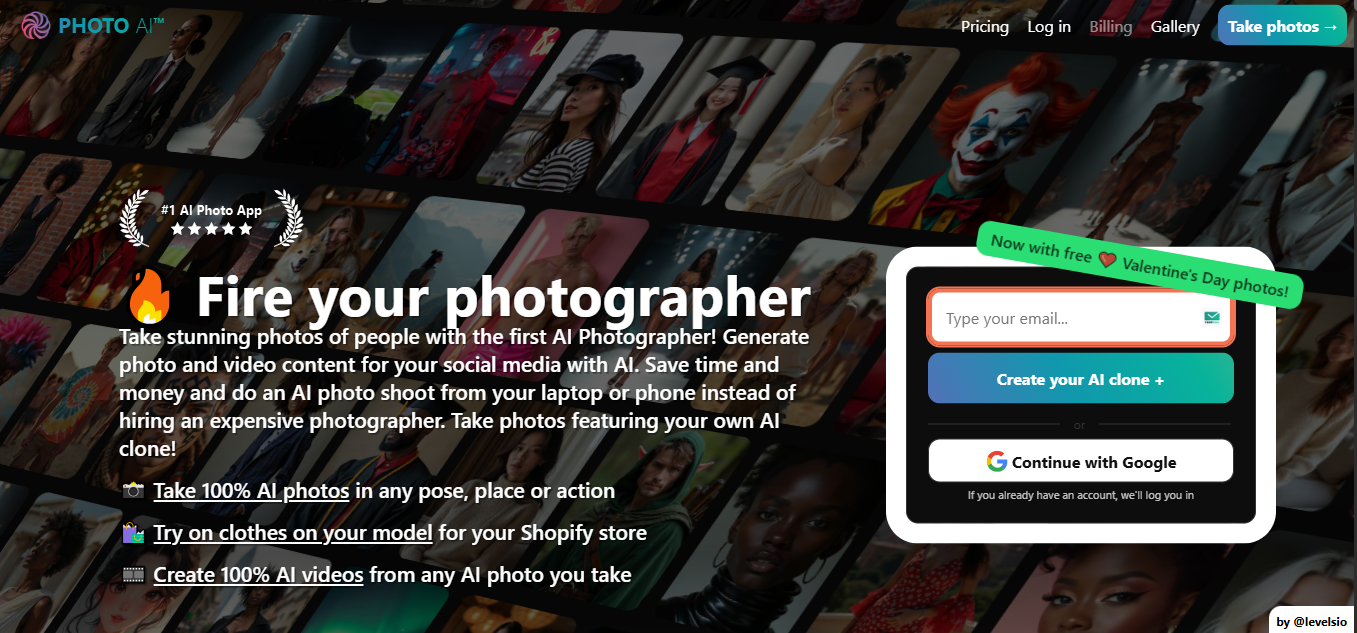 PHOTO AI™
Pricing Log in Billing Gallery Take photos →
#1 AI Photo App
Fire your photographer
Take stunning photos of people with the first AI Photographer! Generate
photo and video content for your social media with AI. Save time and
money and do an AI photo shoot from your laptop or phone instead of
hiring an expensive photographer. Take photos featuring your own AI
clone!
Take 100% AI photos in any pose, place or action
Try on clothes on your model for your Shopify store
Create 100% AI videos from any AI photo you take
Now with free ❤️ Valentine's Day photos!
Type your email...
Create your AI clone +
or
Continue with Google
If you already have an account, we'll log you in
by @levelsio